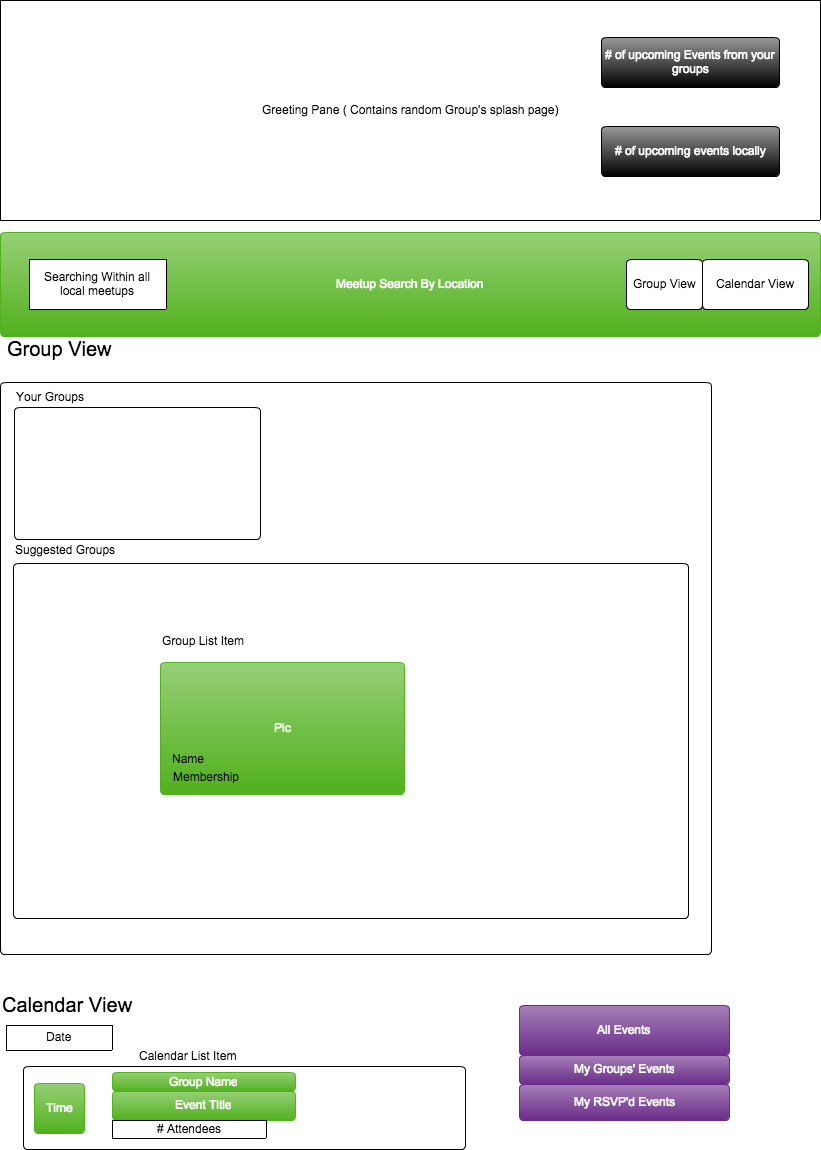 # of upcoming Events from your
groups
Greeting Pane ( Contains random Group's splash page)
# of upcoming events locally
Searching Within all
local meetups
Meetup Search By Location
Group View
Calendar View
Group View
Your Groups
Suggested Groups
Group List Item
Pic
Name
Membership
Calendar View
Date
Calendar List Item
Time
Group Name
Event Title
# Attendees
All Events
My Groups' Events
My RSVP'd Events